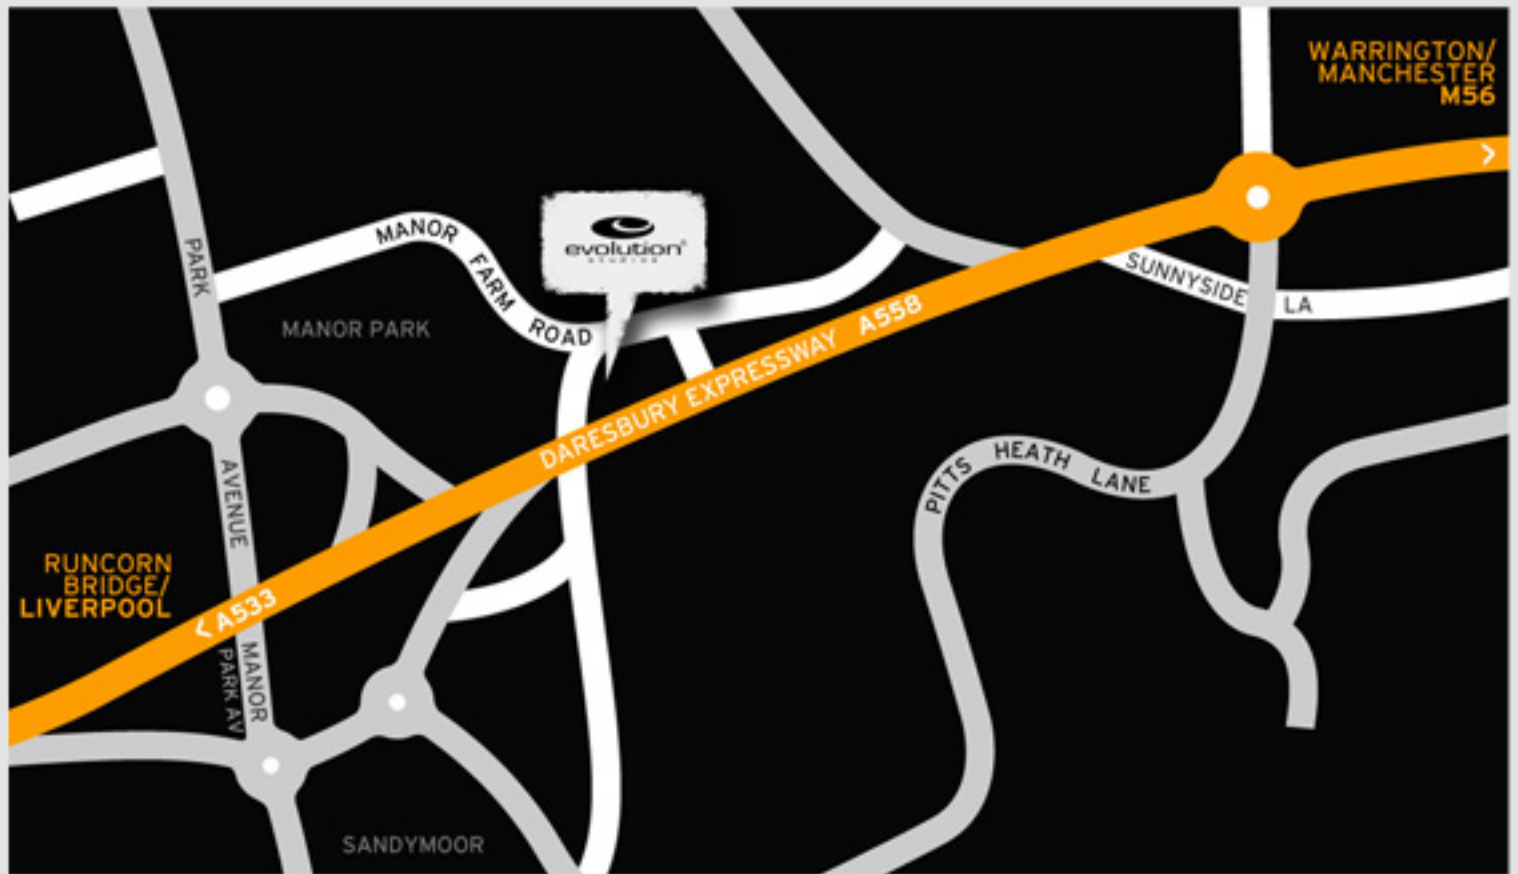 WARRINGTON/
MANCHESTER
M56
>
PARK
MANOR FARM ROAD
evolution®
STUDIOS
SUNNYSIDE LA
MANOR PARK
DARESBURY EXPRESSWAY A558
AVENUE
PITTS HEATH LANE
RUNCORN
BRIDGE/
LIVERPOOL
< A533
MANOR
PARK AV
SANDYMOOR